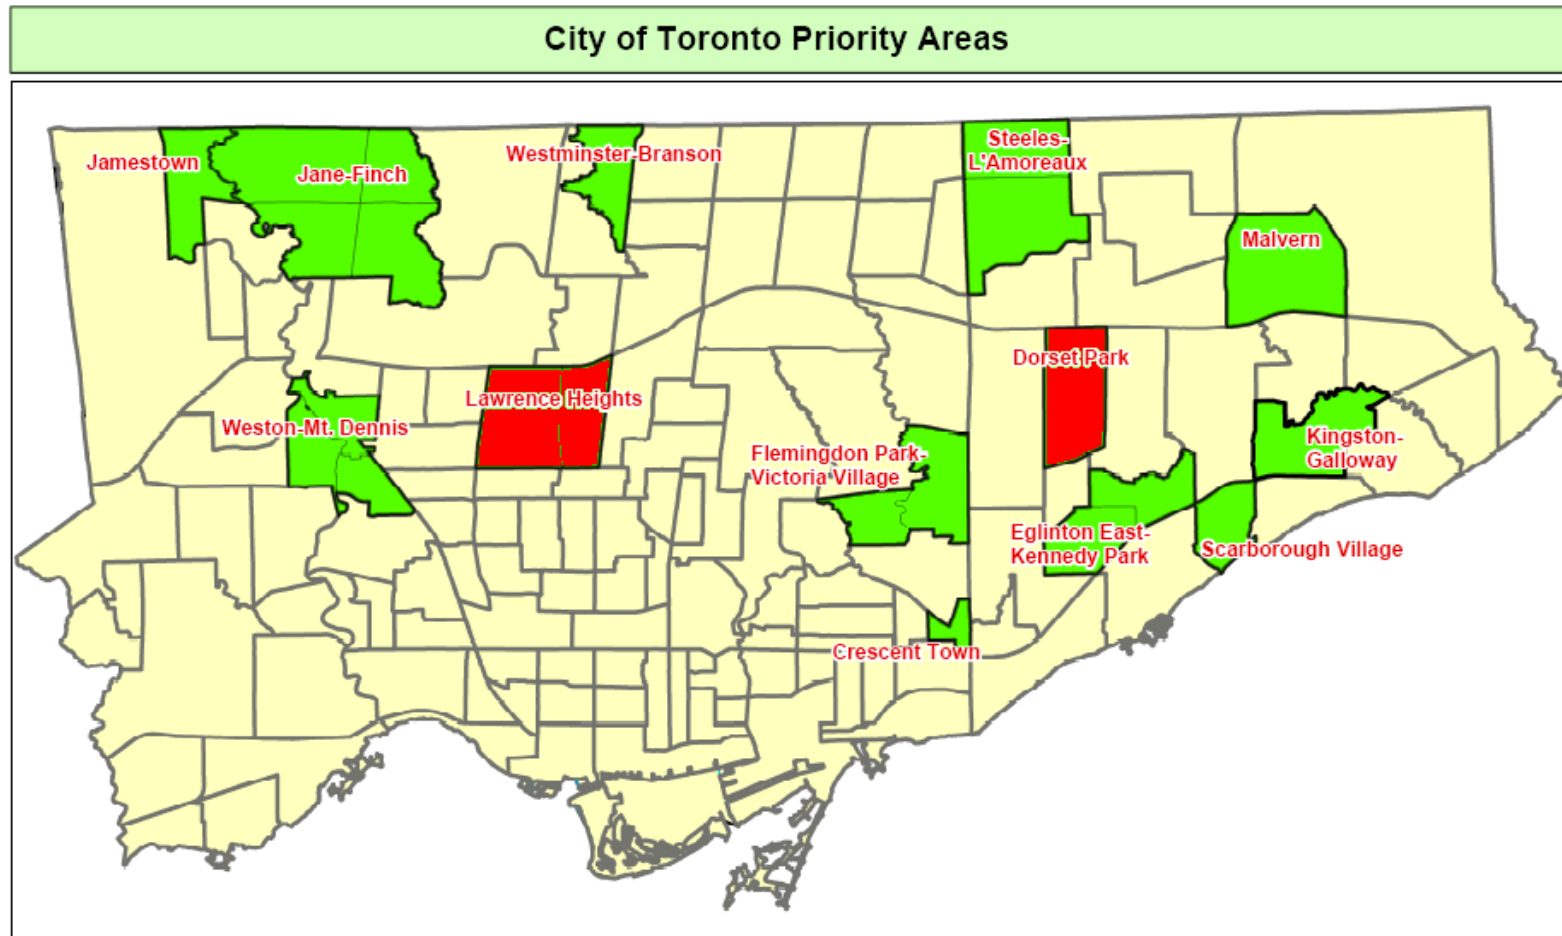 City of Toronto Priority Areas
Jamestown
Jane-Finch
Westminster-Branson
Steeles-
L'Amoreaux
Malvern
Dorset Park
Lawrence Heights
Weston-Mt. Dennis
Flemingdon Park-
Victoria Village
Kingston-
Galloway
Eglinton East-
Kennedy Park
Scarborough Village
Crescent Town